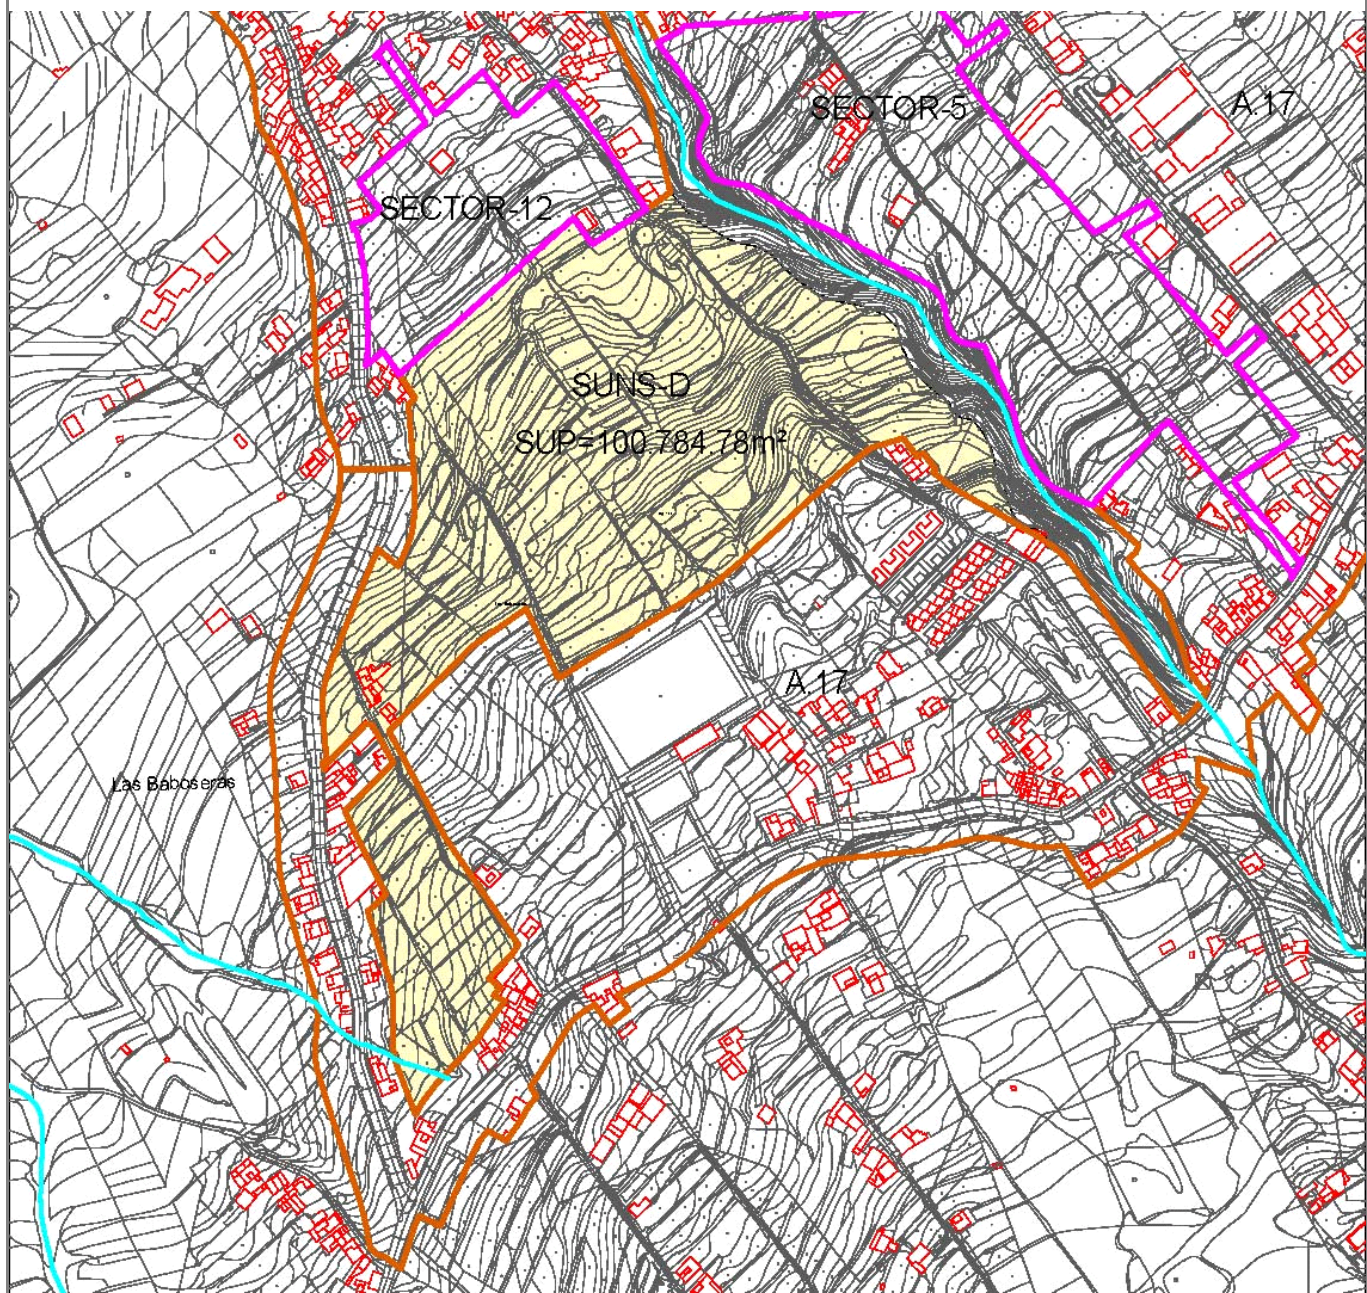 SECTOR-5
A.17
SECTOR-12
SUNS-D
SUP=100.784,78m²
A.17
Las Baboseras